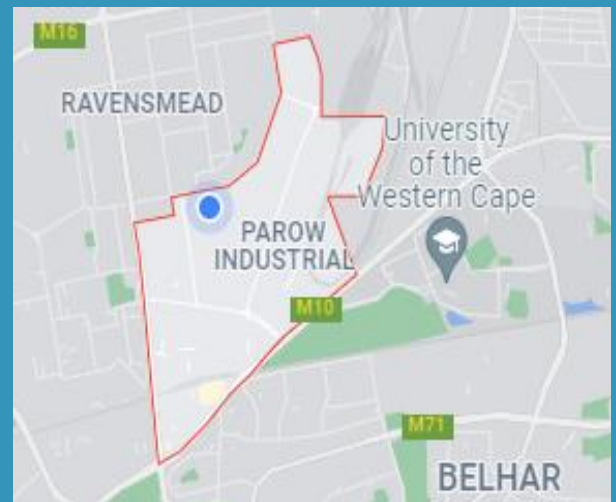 M16
RAVENSMEAD
University
of the
Western Cape
PAROW
INDUSTRIAL
M10
M71
BELHAR